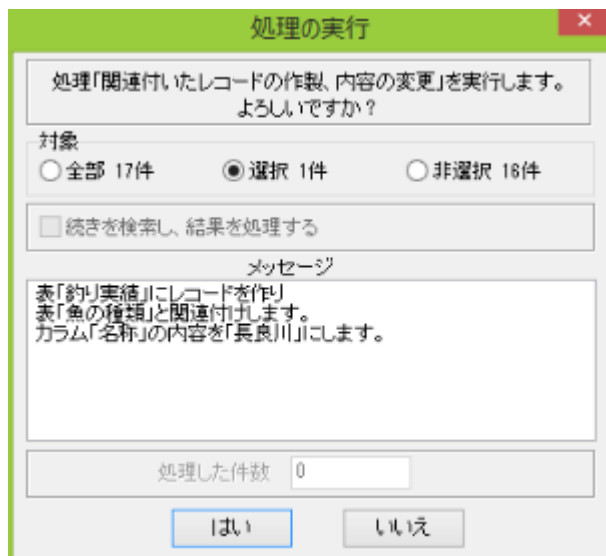 処理の実行
処理「関連付いたレコードの作製、内容の変更」を実行します。
よろしいですか？
対象
全部 17件 選択 1件 非選択 16件
続きを検索し、結果を処理する
メッセージ
表「釣り実績」にレコードを作り
表「魚の種類」と関連付けします。
カラム「名称」の内容を「長良川」にします。
処理した件数 0
はい いいえ